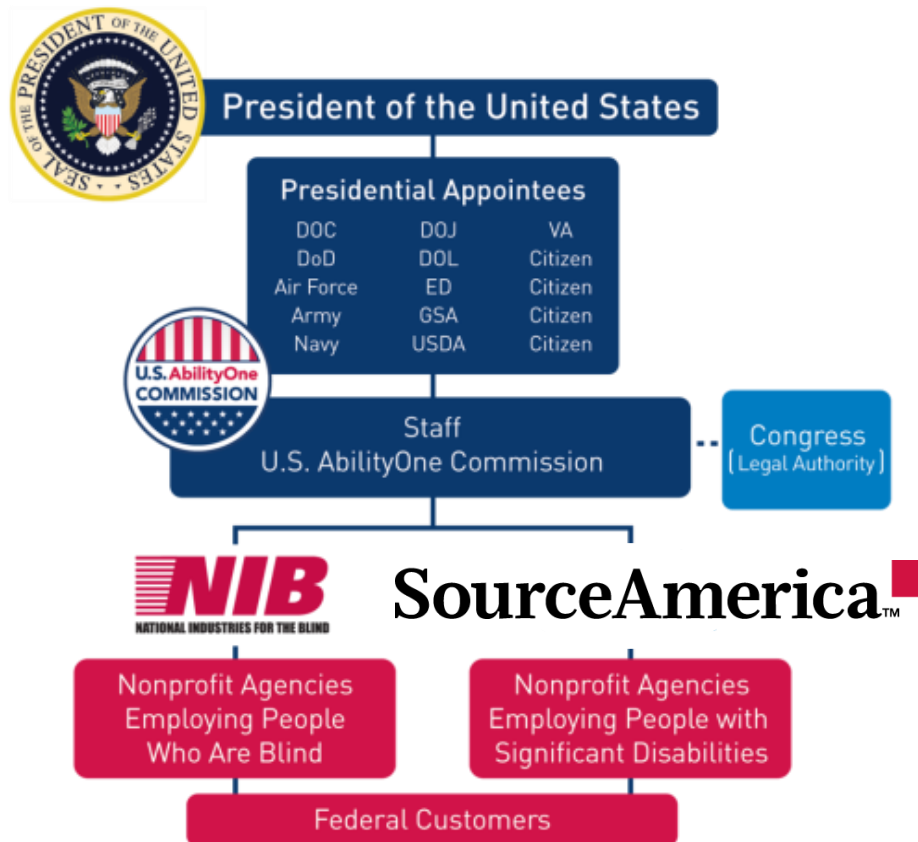 SEAL OF THE PRESIDENT OF THE UNITED STATES
President of the United States
Presidential Appointees
DOC DOJ VA
DoD DOL Citizen
Air Force ED Citizen
Army GSA Citizen
Navy USDA Citizen
U.S. AbilityOne
COMMISSION
Staff
U.S. AbilityOne Commission
Congress
(Legal Authority)
NIB
NATIONAL INDUSTRIES FOR THE BLIND
SourceAmerica™
Nonprofit Agencies
Employing People
Who Are Blind
Nonprofit Agencies
Employing People with
Significant Disabilities
Federal Customers